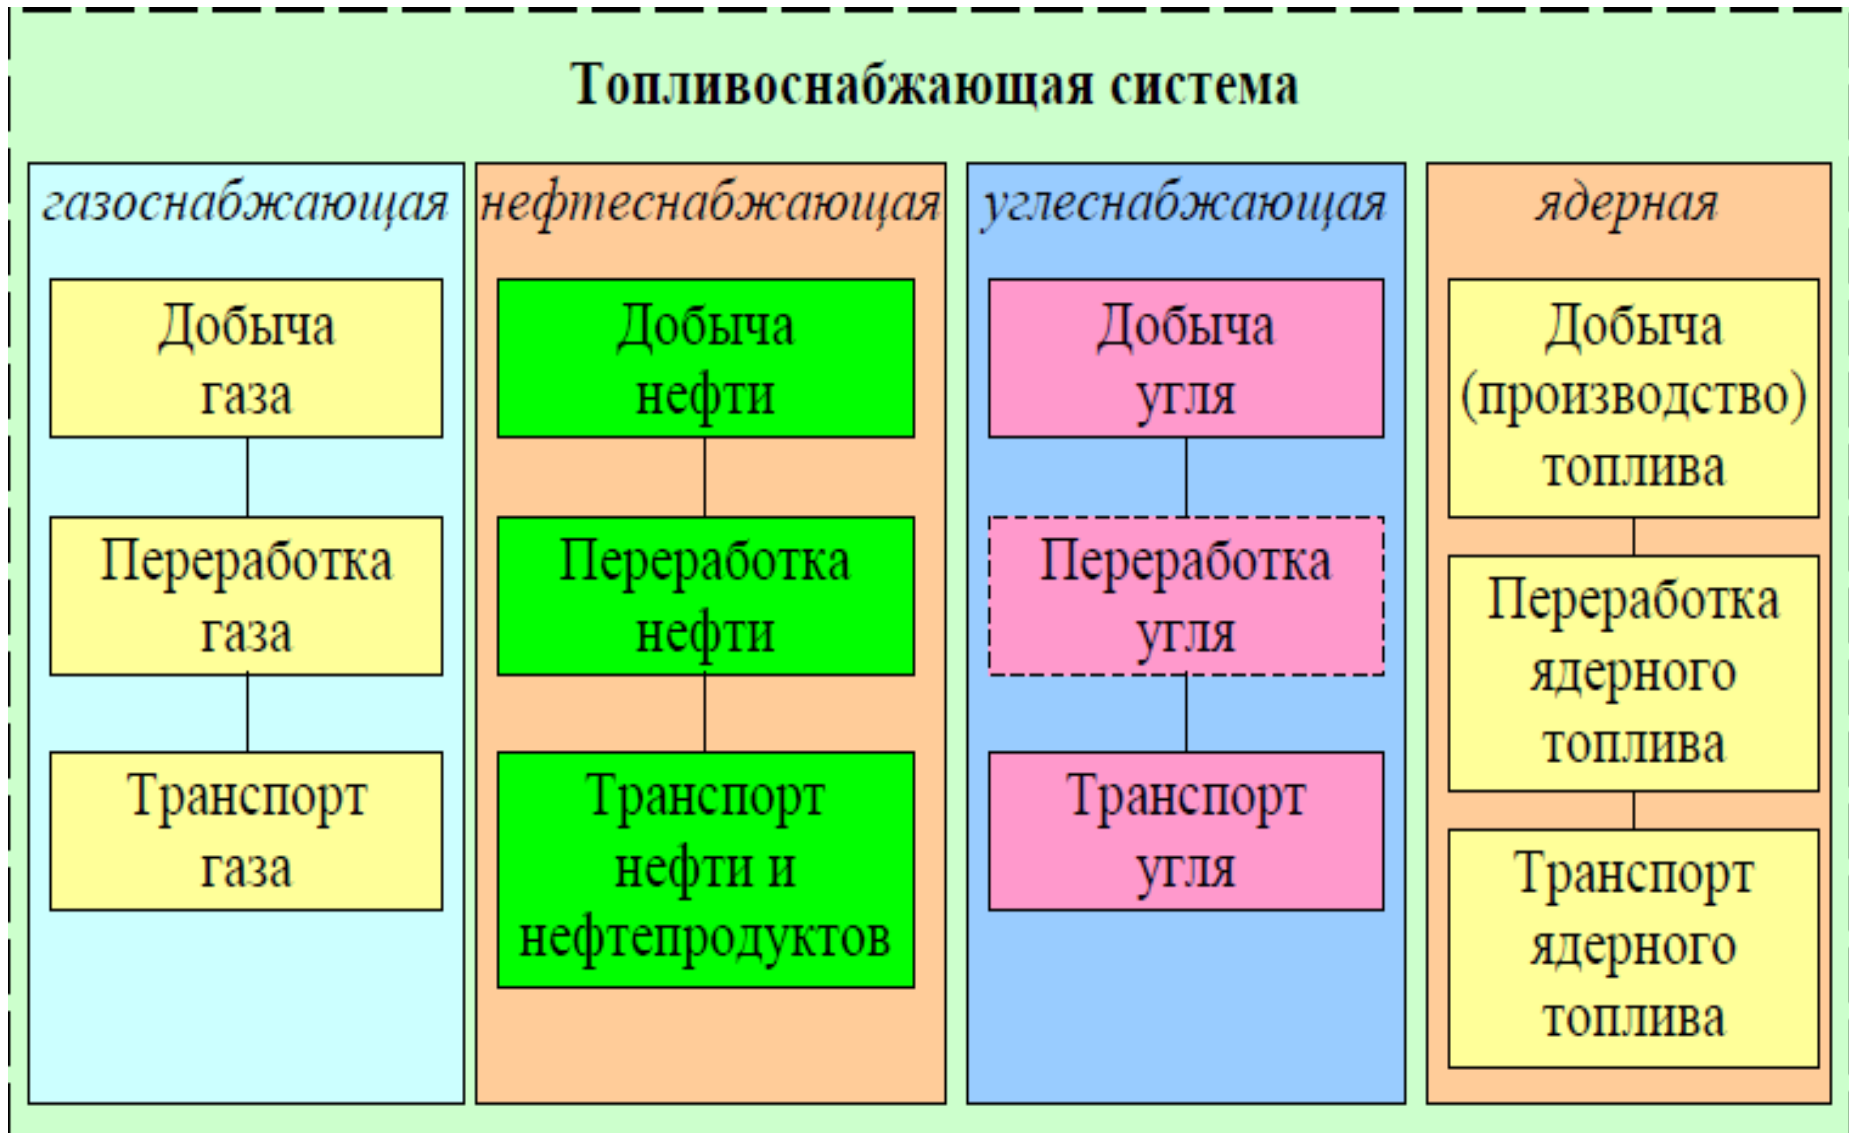 Топливоснабжающая система
газоснабжающая
Добыча
газа
Переработка
газа
Транспорт
газа
нефтеснабжающая
Добыча
нефти
Переработка
нефти
Транспорт
нефти и
нефтепродуктов
углеснабжающая
Добыча
угля
Переработка
угля
Транспорт
угля
ядерная
Добыча
(производство)
топлива
Переработка
ядерного
топлива
Транспорт
ядерного
топлива